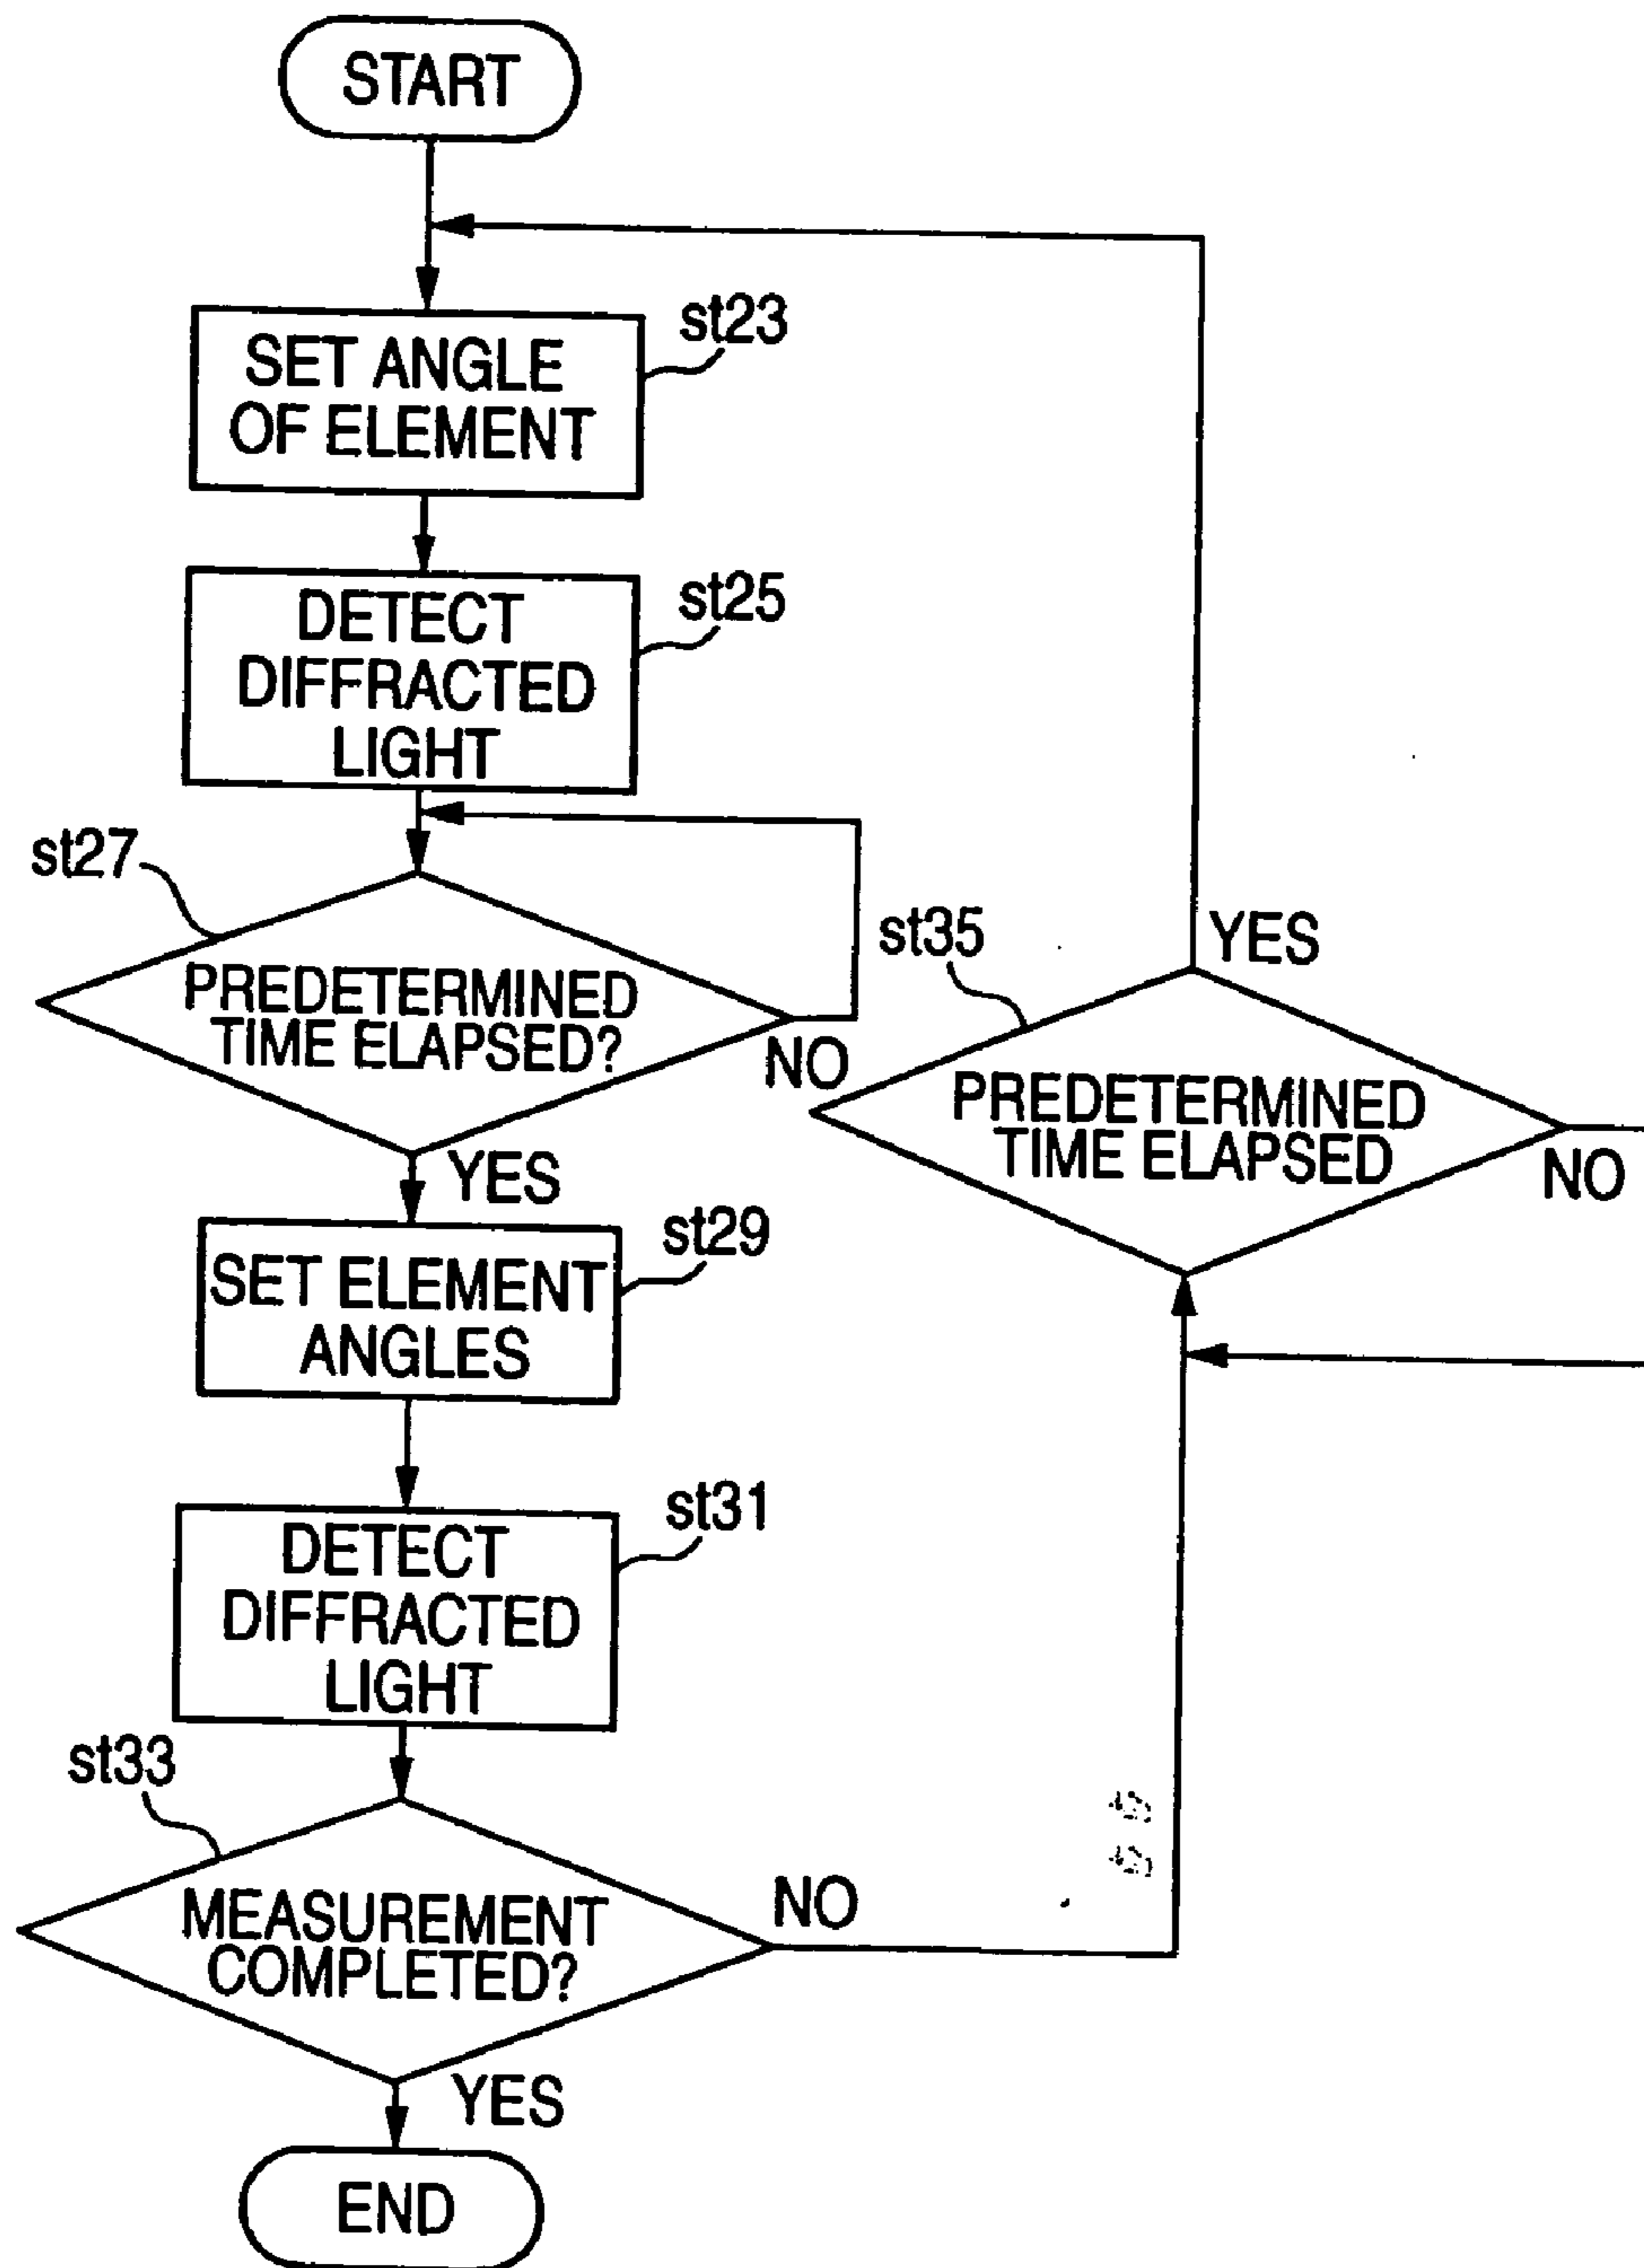 START
st23
SET ANGLE
OF ELEMENT
st25
DETECT
DIFFRACTED
LIGHT
st27
PREDETERMINED
TIME ELAPSED?
NO
YES
st29
SET ELEMENT
ANGLES
st31
DETECT
DIFFRACTED
LIGHT
st33
MEASUREMENT
COMPLETED?
NO
YES
END
st35
YES
PREDETERMINED
TIME ELAPSED
NO